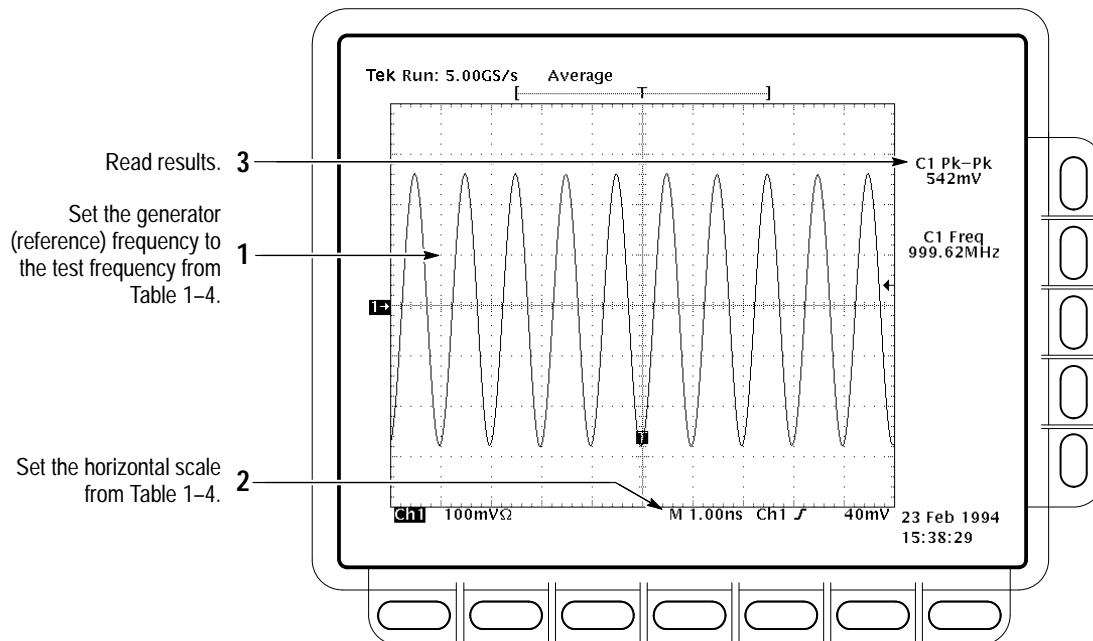 Tek Run: 5.00GS/s Average
[ T ]
Read results. 3
C1 Pk–Pk
542mV
Set the generator
(reference) frequency to
the test frequency from
Table 1–4.
1
C1 Freq
999.62MHz
1→
T
Set the horizontal scale
from Table 1–4.
2
Ch1 100mVΩ M 1.00ns Ch1 ƒ 40mV
23 Feb 1994
15:38:29